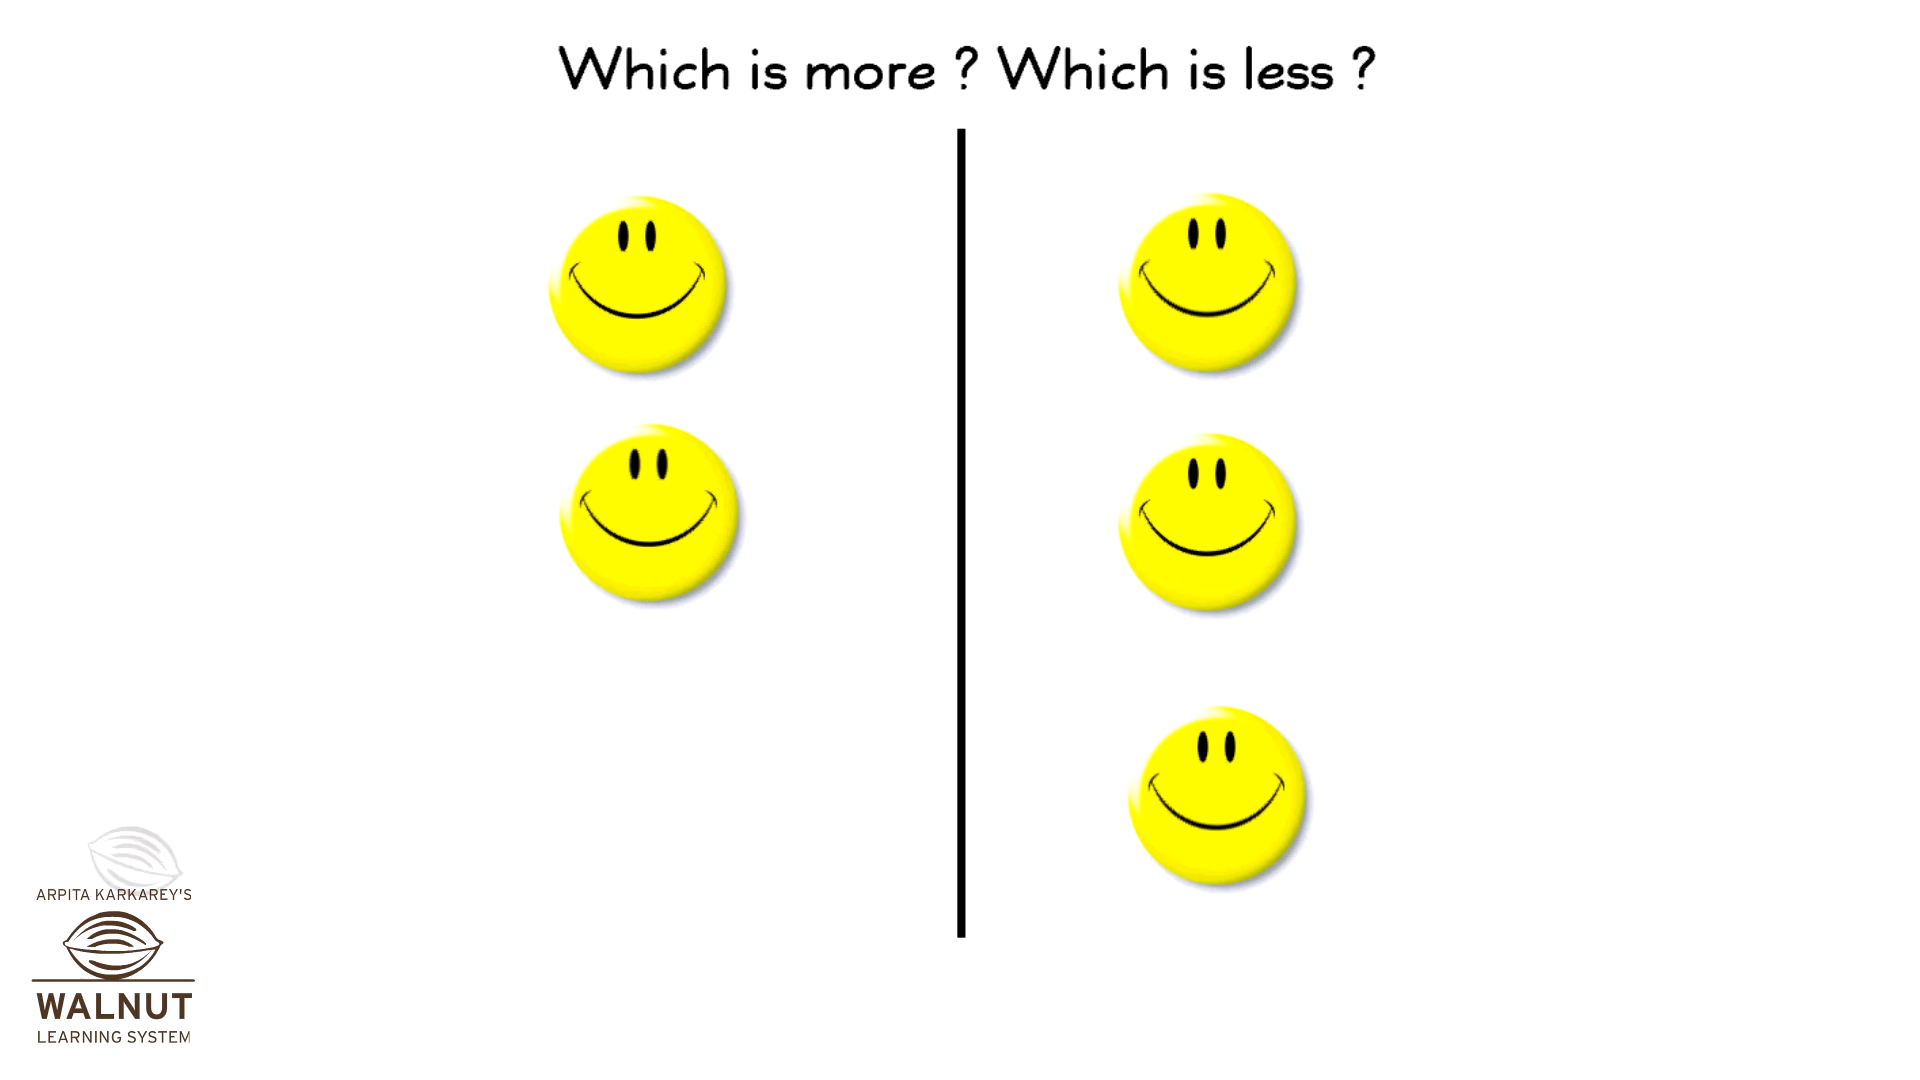 Which is more ? Which is less ?
ARPITA KARKAREY'S
WALNUT
LEARNING SYSTEM